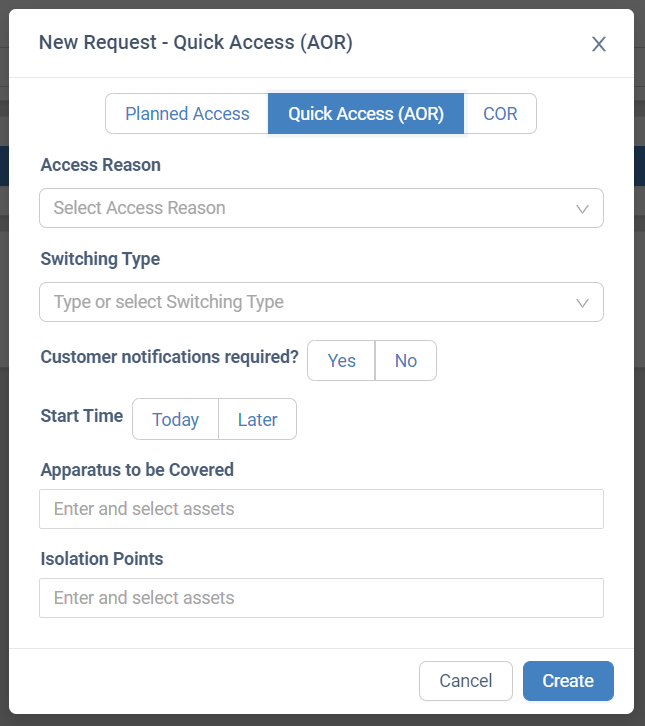 New Request - Quick Access (AOR)
Planned Access Quick Access (AOR) COR
Access Reason
Select Access Reason
Switching Type
Type or select Switching Type
Customer notifications required? Yes No
Start Time Today Later
Apparatus to be Covered
Enter and select assets
Isolation Points
Enter and select assets
Cancel Create